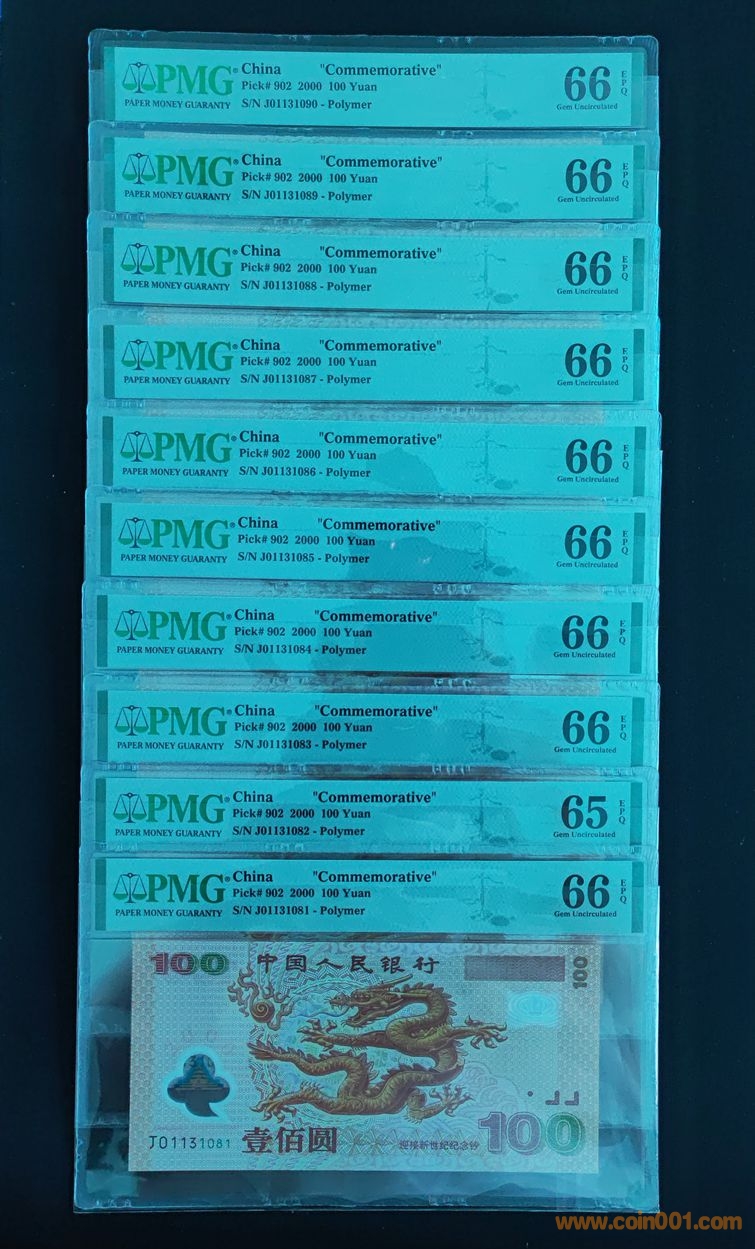 PMG® China "Commemorative" 66 EPQ
Pick# 902 2000 100 Yuan
PAPER MONEY GUARANTY S/N J01131090 - Polymer Gem Uncirculated
PMG® China "Commemorative" 66 EPQ
Pick# 902 2000 100 Yuan
PAPER MONEY GUARANTY S/N J01131089 - Polymer Gem Uncirculated
PMG® China "Commemorative" 66 EPQ
Pick# 902 2000 100 Yuan
PAPER MONEY GUARANTY S/N J01131088 - Polymer Gem Uncirculated
PMG® China "Commemorative" 66 EPQ
Pick# 902 2000 100 Yuan
PAPER MONEY GUARANTY S/N J01131087 - Polymer Gem Uncirculated
PMG® China "Commemorative" 66 EPQ
Pick# 902 2000 100 Yuan
PAPER MONEY GUARANTY S/N J01131086 - Polymer Gem Uncirculated
PMG® China "Commemorative" 66 EPQ
Pick# 902 2000 100 Yuan
PAPER MONEY GUARANTY S/N J01131085 - Polymer Gem Uncirculated
PMG® China "Commemorative" 66 EPQ
Pick# 902 2000 100 Yuan
PAPER MONEY GUARANTY S/N J01131084 - Polymer Gem Uncirculated
PMG® China "Commemorative" 66 EPQ
Pick# 902 2000 100 Yuan
PAPER MONEY GUARANTY S/N J01131083 - Polymer Gem Uncirculated
PMG® China "Commemorative" 65 EPQ
Pick# 902 2000 100 Yuan
PAPER MONEY GUARANTY S/N J01131082 - Polymer Gem Uncirculated
PMG® China "Commemorative" 66 EPQ
Pick# 902 2000 100 Yuan
PAPER MONEY GUARANTY S/N J01131081 - Polymer Gem Uncirculated
100 中国人民银行 100
J01131081 壹佰圆 迎接新世纪纪念钞 100
www.coin001.com